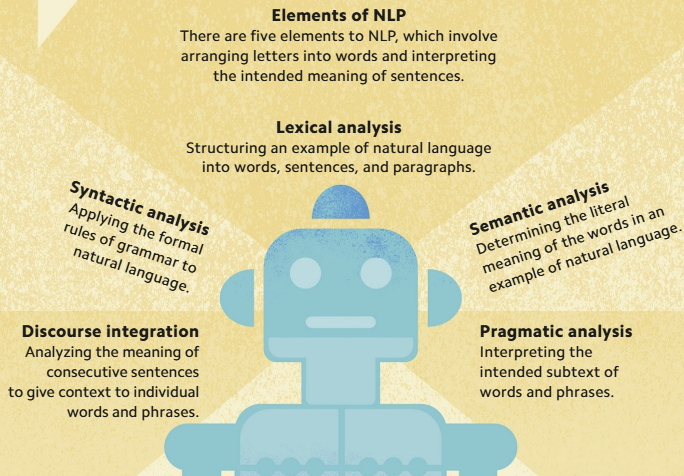 Elements of NLP
There are five elements to NLP, which involve
arranging letters into words and interpreting
the intended meaning of sentences.
Lexical analysis
Structuring an example of natural language
into words, sentences, and paragraphs.
Syntactic analysis
Applying the formal
rules of grammar to
natural language.
Semantic analysis
Determining the literal
meaning of the words in an
example of natural language.
Discourse integration
Analyzing the meaning of
consecutive sentences
to give context to individual
words and phrases.
Pragmatic analysis
Interpreting the
intended subtext of
words and phrases.